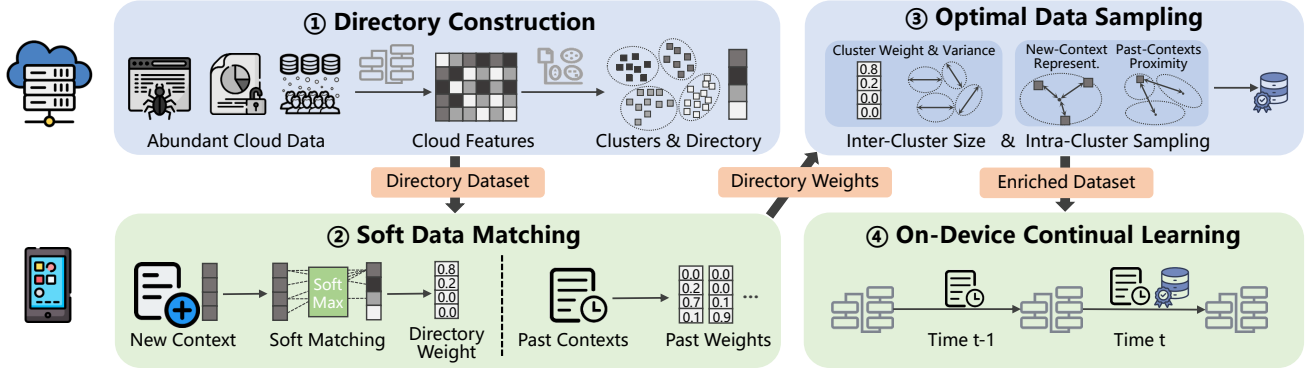 ① Directory Construction
Abundant Cloud Data
Cloud Features
Clusters & Directory
Directory Dataset
② Soft Data Matching
New Context
Soft
Max
Soft Matching
0.8
0.2
0.0
0.0
Directory
Weight
Past Contexts
0.0 0.0
0.2 0.0
0.7 0.1
0.1 0.9
...
Past Weights
Directory Weights
③ Optimal Data Sampling
Cluster Weight & Variance
0.8
0.2
0.0
0.0
New-Context
Represent.
Past-Contexts
Proximity
Inter-Cluster Size & Intra-Cluster Sampling
Enriched Dataset
④ On-Device Continual Learning
Time t-1
Time t